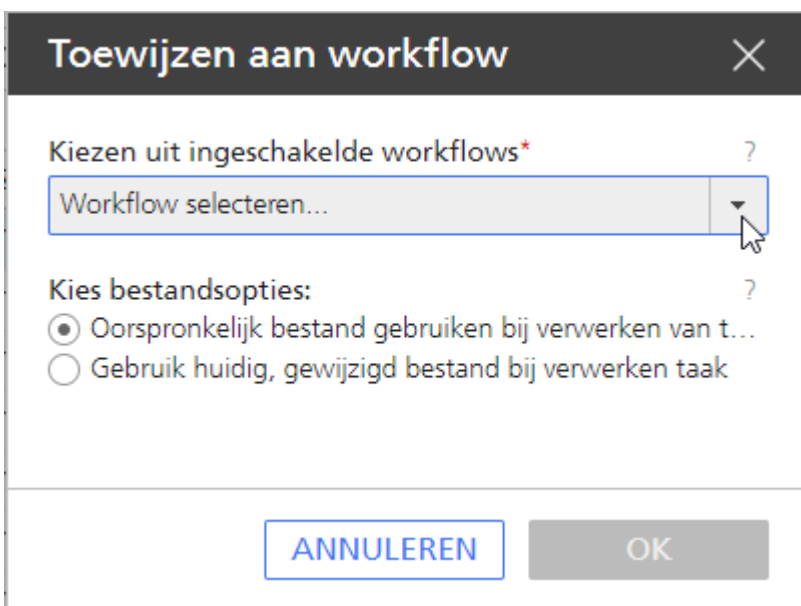 Toewijzen aan workflow
Kiezen uit ingeschakelde workflows* ?
Workflow selecteren...
Kies bestandsopties: ?
Oorspronkelijk bestand gebruiken bij verwerken van t...
Gebruik huidig, gewijzigd bestand bij verwerken taak
ANNULEREN OK